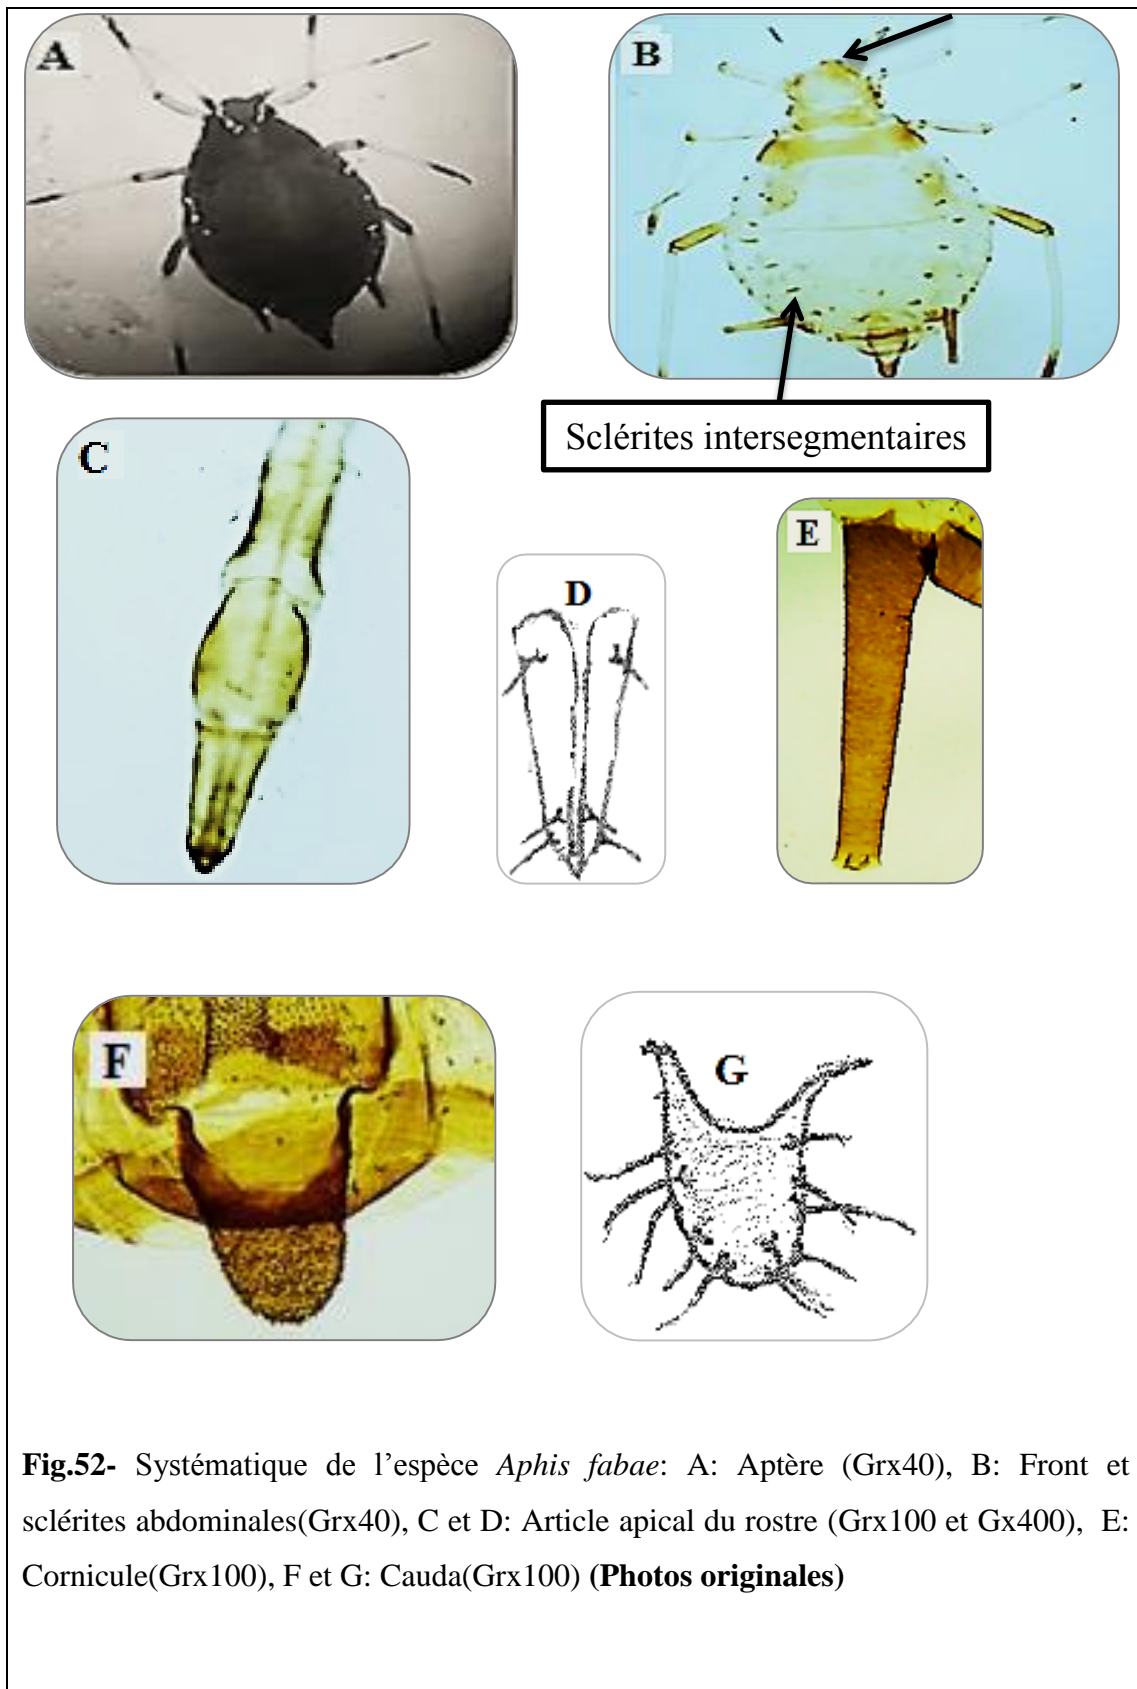 A
B
Sclérites intersegmentaires
C
D
E
F
G
Fig.52- Systématique de l’espèce Aphis fabae: A: Aptère (Grx40), B: Front et
sclérites abdominales(Grx40), C et D: Article apical du rostre (Grx100 et Gx400), E:
Cornicule(Grx100), F et G: Cauda(Grx100) (Photos originales)